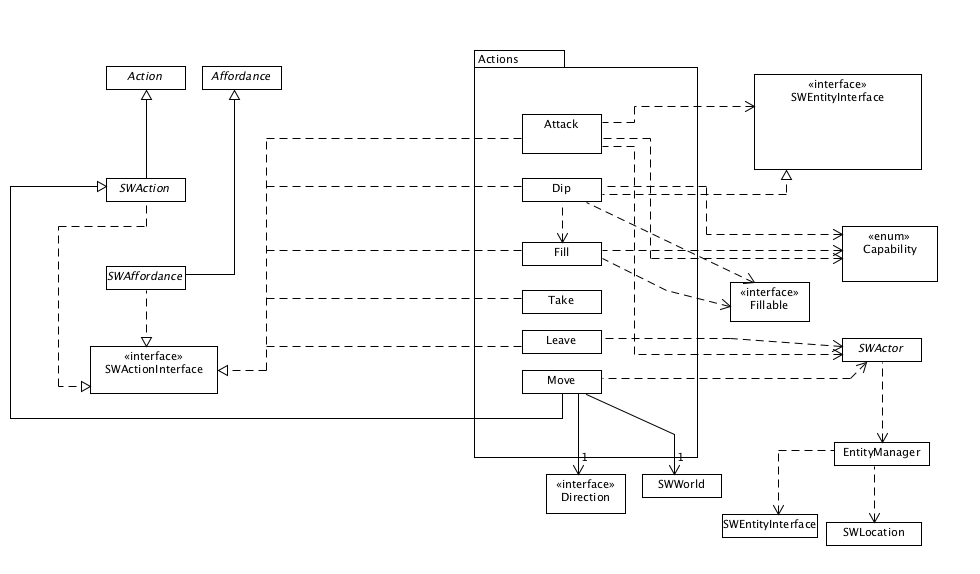 Actions
Action
Affordance
«interface»
SWEntityInterface
Attack
SWAction
Dip
«enum»
Capability
Fill
SWAffordance
«interface»
Fillable
Take
Leave
SWActor
«interface»
SWActionInterface
Move
EntityManager
1
1
«interface»
Direction
SWWorld
SWEntityInterface
SWLocation